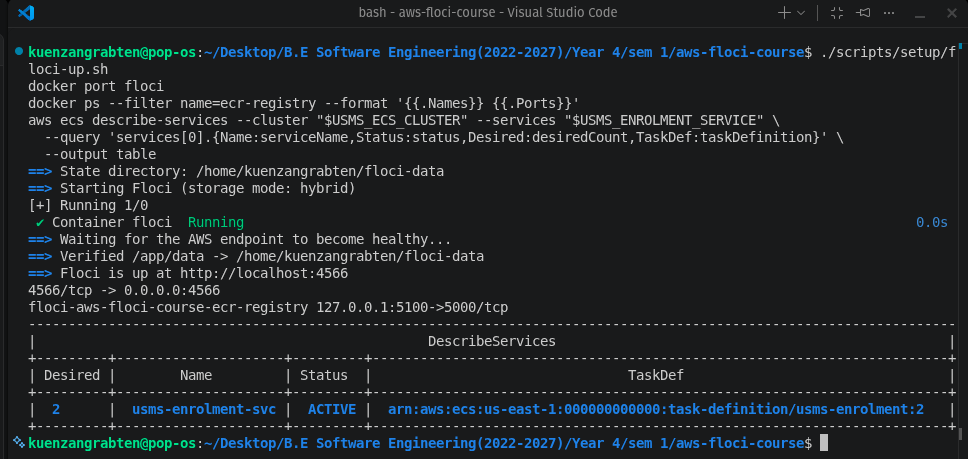 bash - aws-floci-course - Visual Studio Code
kuenzangrabten@pop-os:~/Desktop/B.E Software Engineering(2022-2027)/Year 4/sem 1/aws-floci-course$ ./scripts/setup/f
loci-up.sh
docker port floci
docker ps --filter name=ecr-registry --format '{{.Names}} {{.Ports}}'
aws ecs describe-services --cluster "$USMS_ECS_CLUSTER" --services "$USMS_ENROLMENT_SERVICE" \
  --query 'services[0].{Name:serviceName,Status:status,Desired:desiredCount,TaskDef:taskDefinition}' \
  --output table
==> State directory: /home/kuenzangrabten/floci-data
==> Starting Floci (storage mode: hybrid)
[+] Running 1/0
 ✔ Container floci  Running 0.0s
==> Waiting for the AWS endpoint to become healthy...
==> Verified /app/data -> /home/kuenzangrabten/floci-data
==> Floci is up at http://localhost:4566
4566/tcp -> 0.0.0.0:4566
floci-aws-floci-course-ecr-registry 127.0.0.1:5100->5000/tcp
| DescribeServices |
| Desired | Name | Status | TaskDef |
| 2 | usms-enrolment-svc | ACTIVE | arn:aws:ecs:us-east-1:000000000000:task-definition/usms-enrolment:2 |
kuenzangrabten@pop-os:~/Desktop/B.E Software Engineering(2022-2027)/Year 4/sem 1/aws-floci-course$